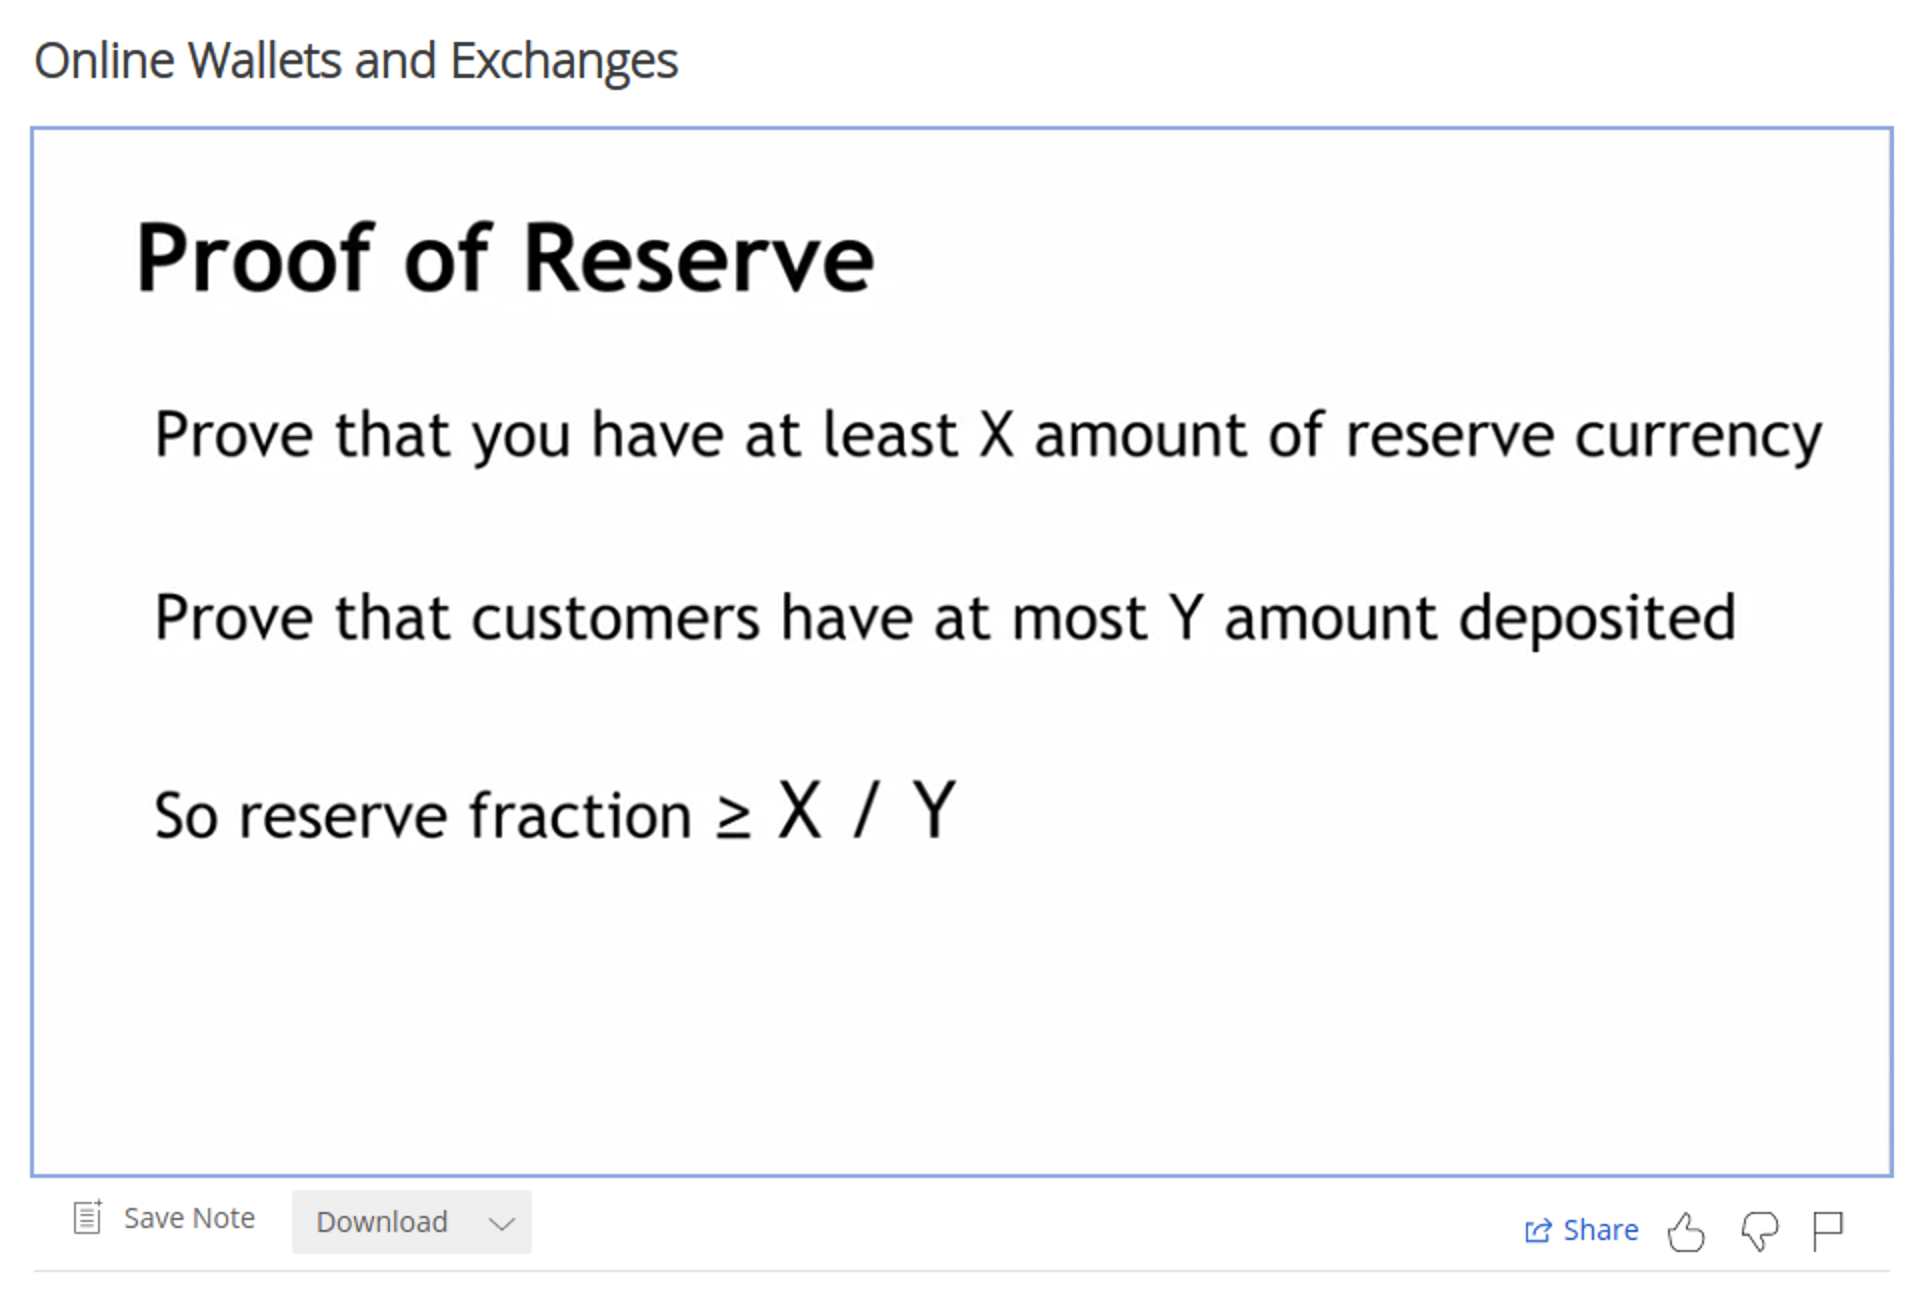 Online Wallets and Exchanges
Proof of Reserve
Prove that you have at least X amount of reserve currency
Prove that customers have at most Y amount deposited
So reserve fraction ≥ X / Y
Save Note
Download
Share